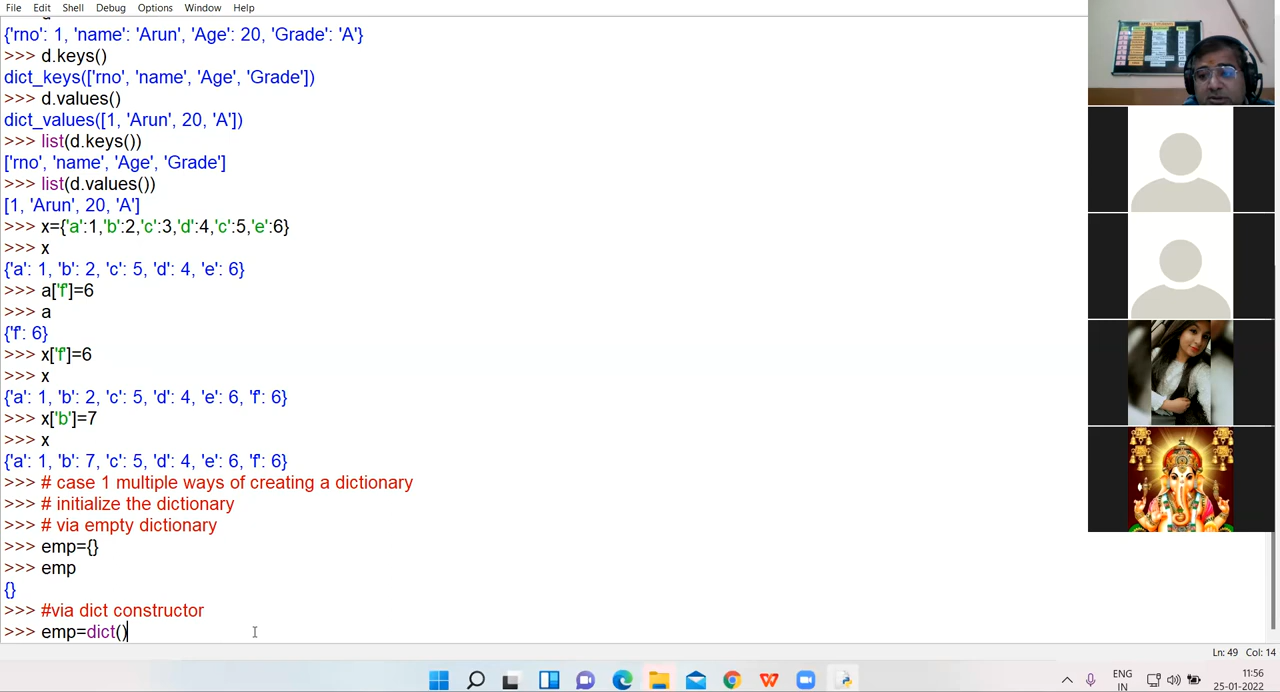 File Edit Shell Debug Options Window Help
{'rno': 1, 'name': 'Arun', 'Age': 20, 'Grade': 'A'}
>>> d.keys()
dict_keys(['rno', 'name', 'Age', 'Grade'])
>>> d.values()
dict_values([1, 'Arun', 20, 'A'])
>>> list(d.keys())
['rno', 'name', 'Age', 'Grade']
>>> list(d.values())
[1, 'Arun', 20, 'A']
>>> x={'a':1,'b':2,'c':3,'d':4,'c':5,'e':6}
>>> x
{'a': 1, 'b': 2, 'c': 5, 'd': 4, 'e': 6}
>>> a['f']=6
>>> a
{'f': 6}
>>> x['f']=6
>>> x
{'a': 1, 'b': 2, 'c': 5, 'd': 4, 'e': 6, 'f': 6}
>>> x['b']=7
>>> x
{'a': 1, 'b': 7, 'c': 5, 'd': 4, 'e': 6, 'f': 6}
>>> # case 1 multiple ways of creating a dictionary
>>> # initialize the dictionary
>>> # via empty dictionary
>>> emp={}
>>> emp
{}
>>> #via dict constructor
>>> emp=dict()
Ln: 49 Col: 14
ENG
IN
11:56
25-01-2022